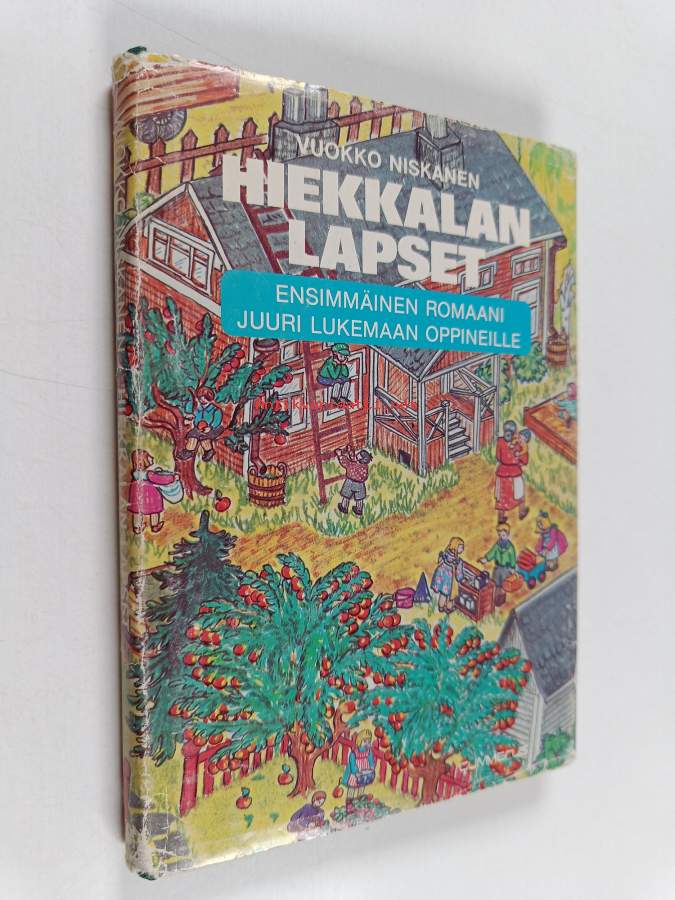 VUOKKO NISKANEN
HIEKKALAN
LAPSET
ENSIMMÄINEN ROMAANI
JUURI LUKEMAAN OPPINEILLE